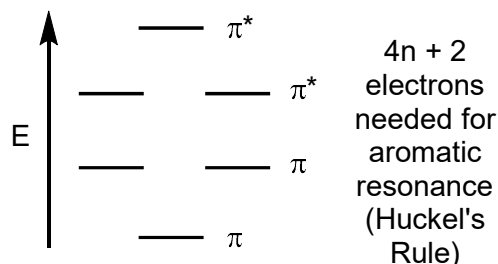 π*
π*
E
π
π
4n + 2
electrons
needed for
aromatic
resonance
(Huckel's
Rule)